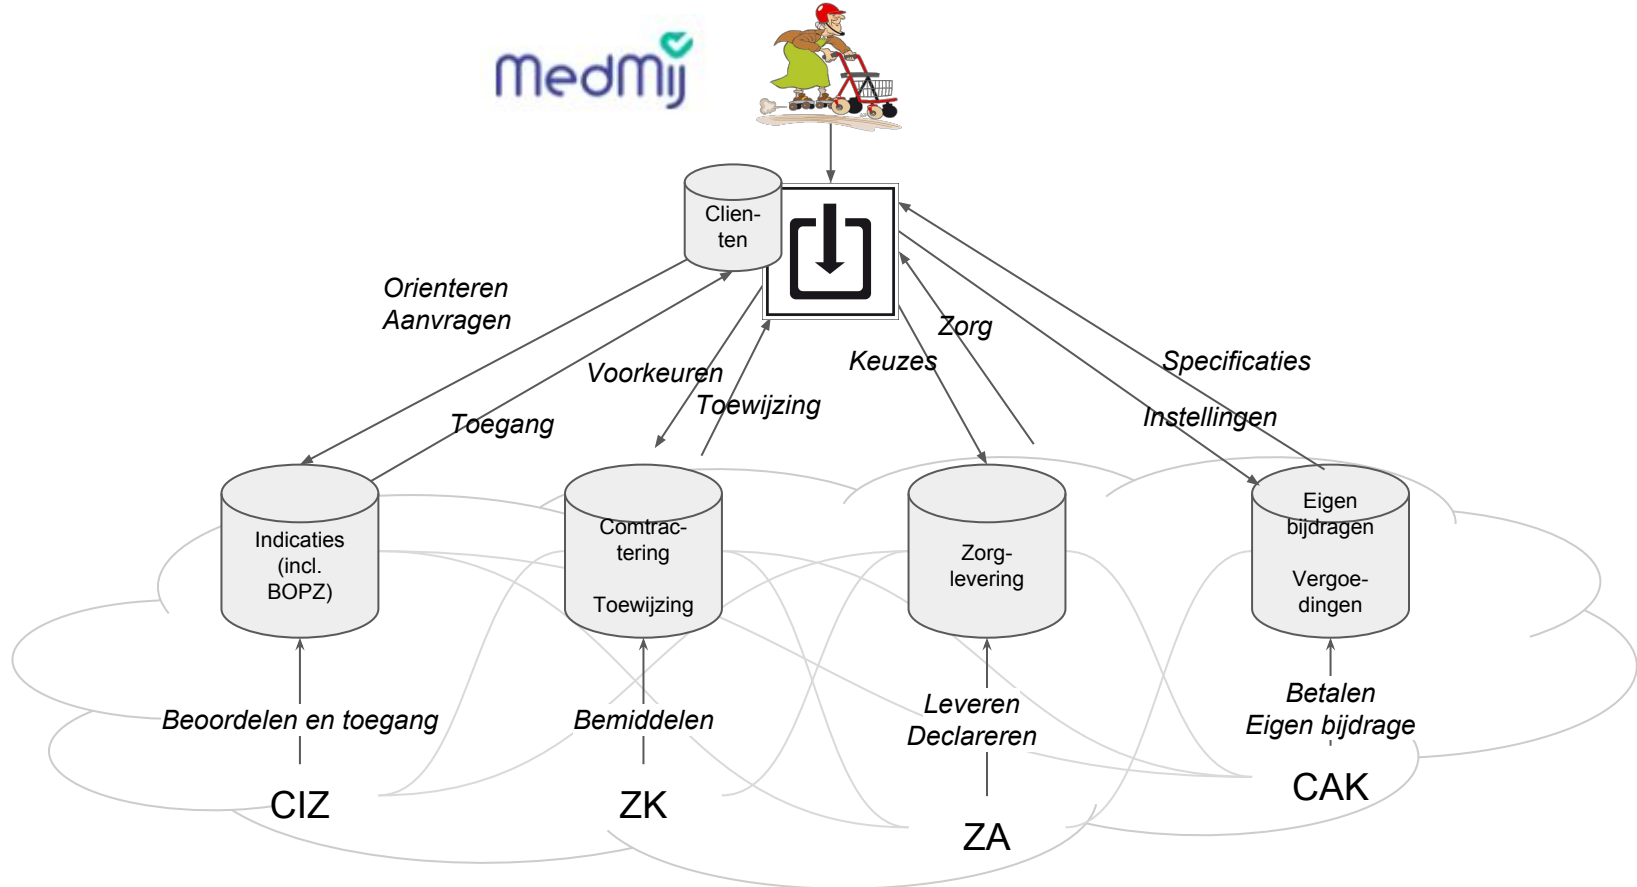 MedMij
Clien-
ten
Orienteren
Aanvragen
Toegang
Voorkeuren
Toewijzing
Keuzes
Zorg
Specificaties
Instellingen
Indicaties
(incl.
BOPZ)
Comtrac-
tering
Toewijzing
Zorg-
levering
Eigen
bijdragen
Vergoe-
dingen
Beoordelen en toegang
Bemiddelen
Leveren
Declareren
Betalen
Eigen bijdrage
CIZ
ZK
ZA
CAK